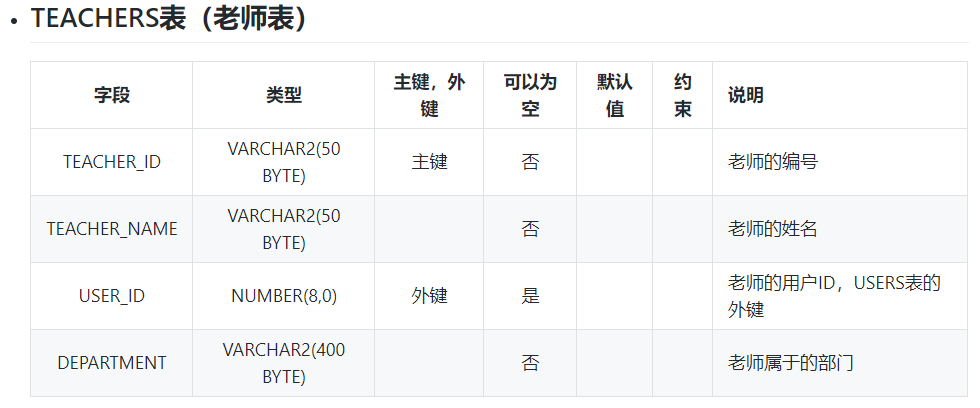 TEACHERS表（老师表）
字段 类型 主键，外键 可以为空 默认值 约束 说明
TEACHER_ID VARCHAR2(50 BYTE) 主键 否 老师的编号
TEACHER_NAME VARCHAR2(50 BYTE) 否 老师的姓名
USER_ID NUMBER(8,0) 外键 是 老师的用户ID，USERS表的外键
DEPARTMENT VARCHAR2(400 BYTE) 否 老师属于的部门